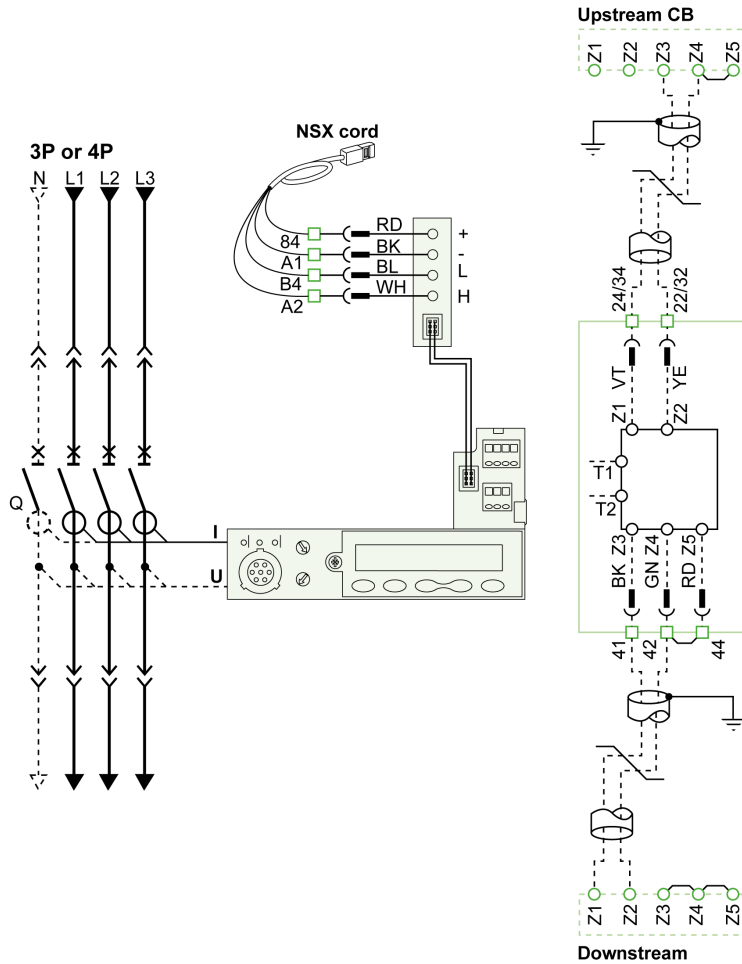 Upstream CB
Z1 Z2 Z3 Z4 Z5
NSX cord
3P or 4P
N L1 L2 L3
84 RD +
A1 BK -
B4 BL L
A2 WH H
24/34 22/32
VT YE
Z1 Z2
T1
T2
Q
I
U
BK Z3 GN Z4 RD Z5
41 42 44
Z1 Z2 Z3 Z4 Z5
Downstream